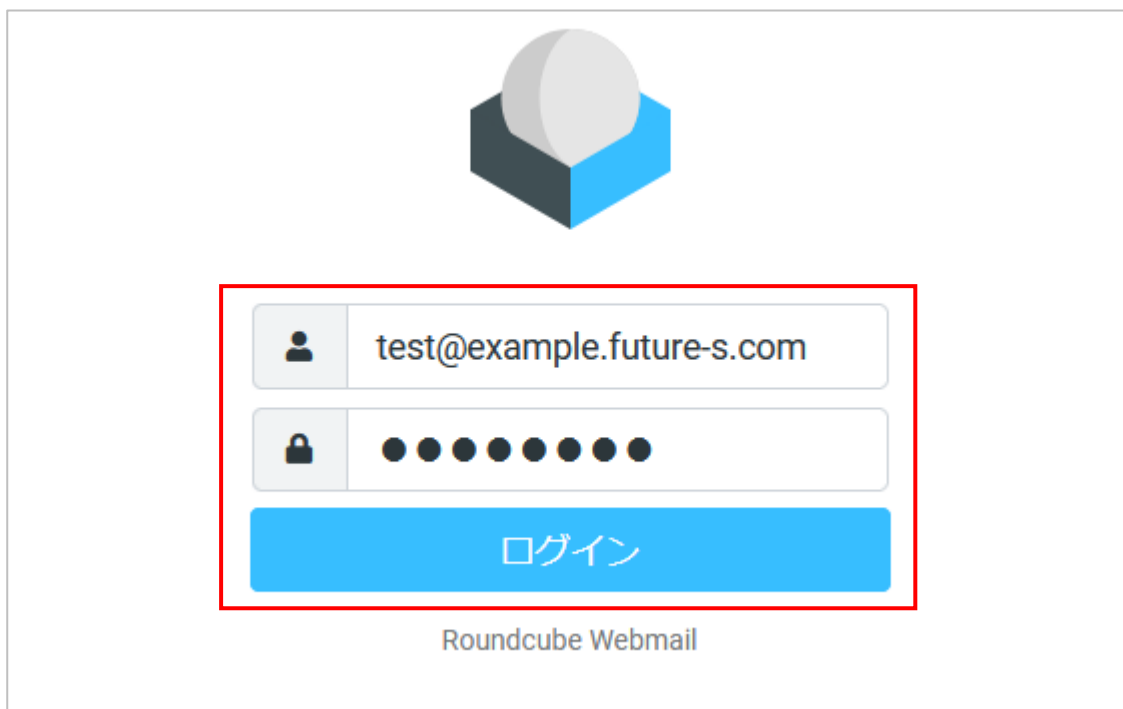 test@example.future-s.com
●●●●●●●●
ログイン
Roundcube Webmail